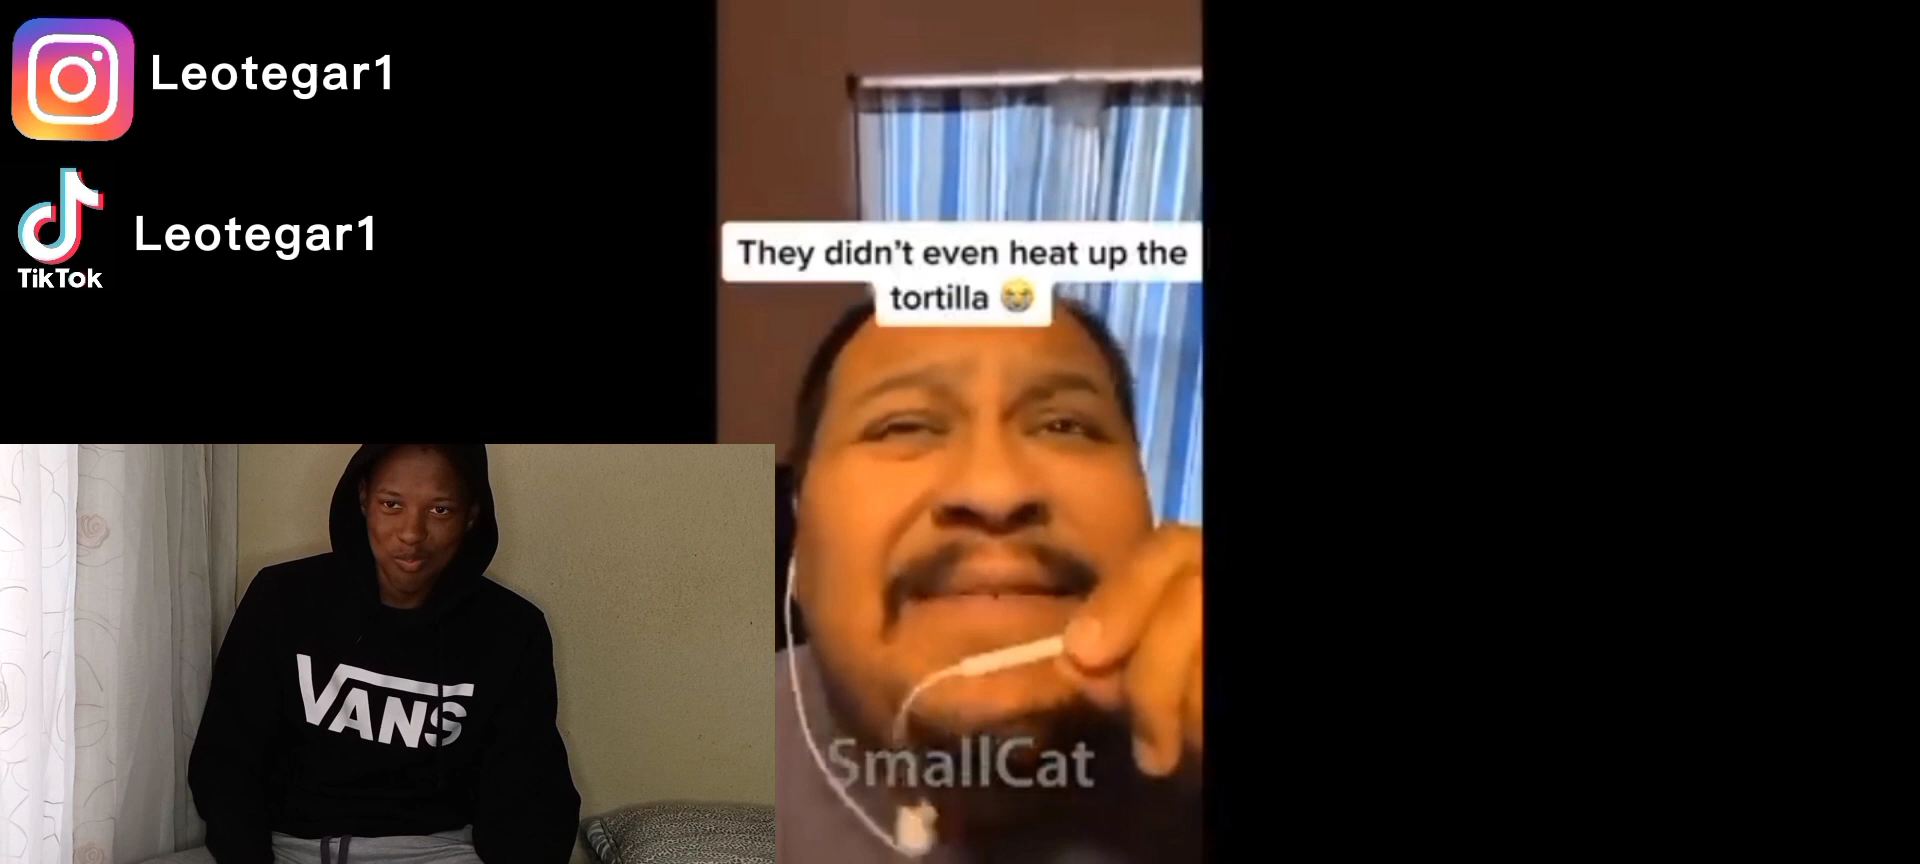 Leotegar1
TikTok
Leotegar1
They didn't even heat up the
tortilla 😭
VANS
SmallCat